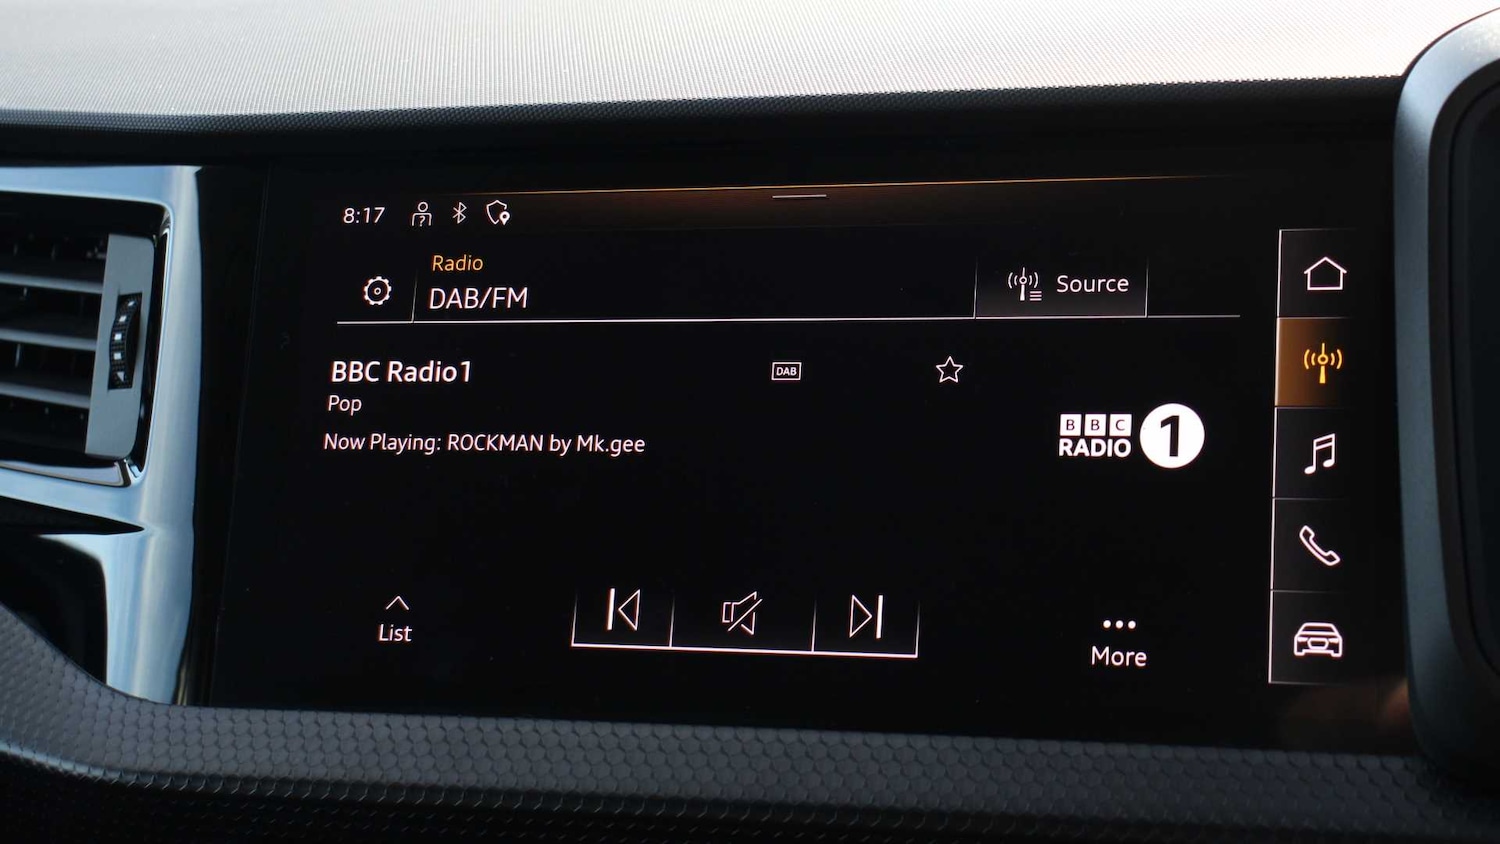 8:17
Radio
DAB/FM
Source
BBC Radio1
DAB
Pop
Now Playing: ROCKMAN by Mk.gee
BBC
RADIO 1
List
More